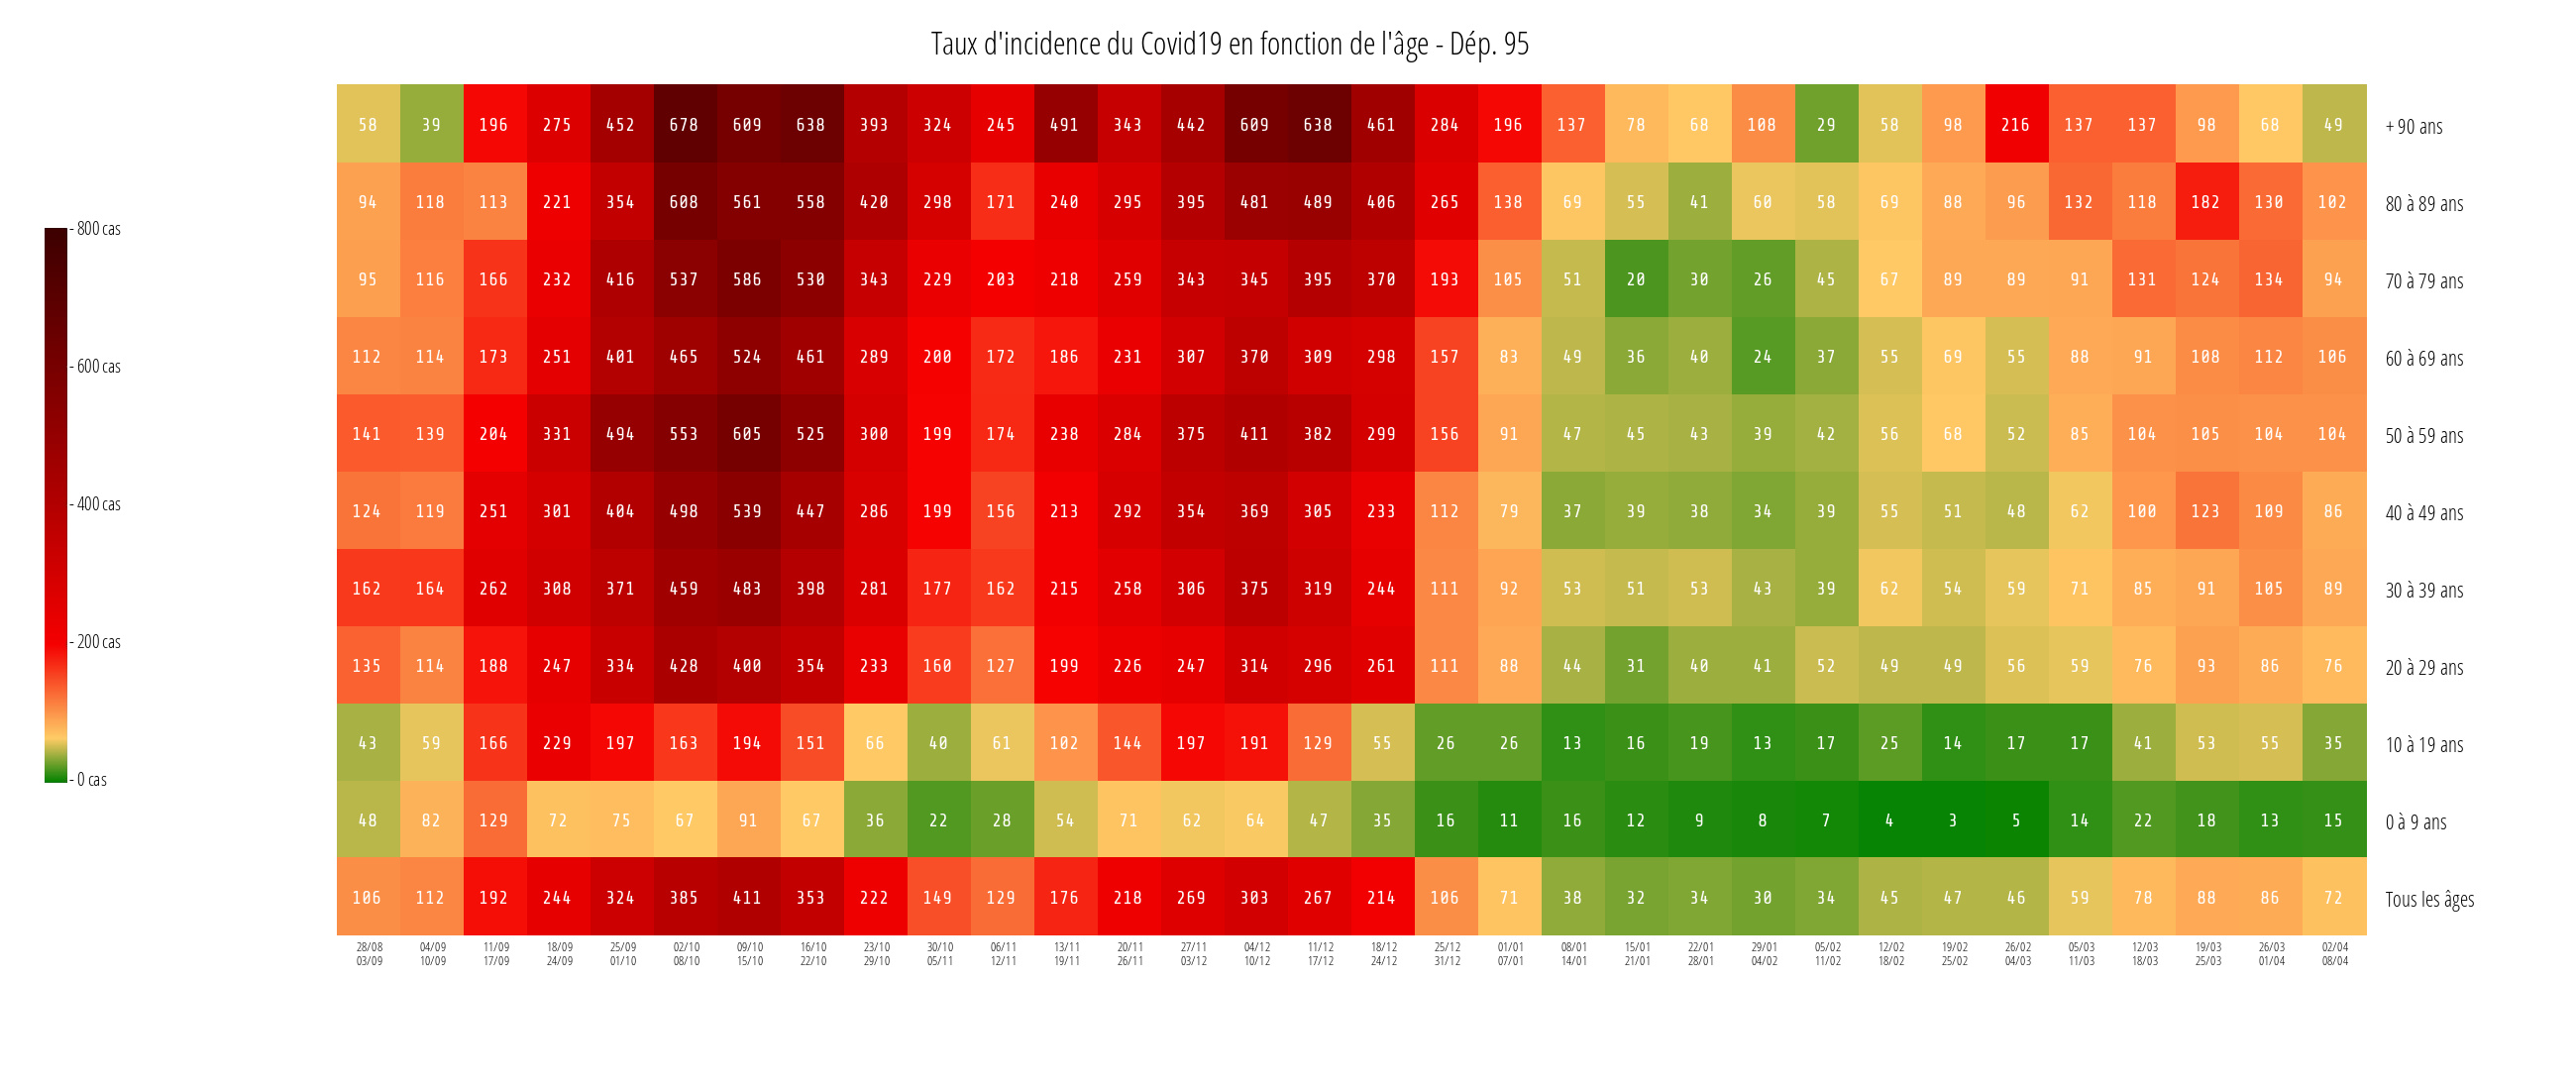 Taux d'incidence du Covid19 en fonction de l'âge - Dép. 95
- 800 cas
- 600 cas
- 400 cas
- 200 cas
- 0 cas
58 39 196 275 452 678 609 638 393 324 245 491 343 442 609 638 461 284 196 137 78 68 108 29 58 98 216 137 137 98 68 49 + 90 ans
94 118 113 221 354 608 561 558 420 298 171 240 295 395 481 489 406 265 138 69 55 41 60 58 69 88 96 132 118 182 130 102 80 à 89 ans
95 116 166 232 416 537 586 530 343 229 203 218 259 343 345 395 370 193 105 51 20 30 26 45 67 89 89 91 131 124 134 94 70 à 79 ans
112 114 173 251 401 465 524 461 289 200 172 186 231 307 370 309 298 157 83 49 36 40 24 37 55 69 55 88 91 108 112 106 60 à 69 ans
141 139 204 331 494 553 605 525 300 199 174 238 284 375 411 382 299 156 91 47 45 43 39 42 56 68 52 85 104 105 104 104 50 à 59 ans
124 119 251 301 404 498 539 447 286 199 156 213 292 354 369 305 233 112 79 37 39 38 34 39 55 51 48 62 100 123 109 86 40 à 49 ans
162 164 262 308 371 459 483 398 281 177 162 215 258 306 375 319 244 111 92 53 51 53 43 39 62 54 59 71 85 91 105 89 30 à 39 ans
135 114 188 247 334 428 400 354 233 160 127 199 226 247 314 296 261 111 88 44 31 40 41 52 49 49 56 59 76 93 86 76 20 à 29 ans
43 59 166 229 197 163 194 151 66 40 61 102 144 197 191 129 55 26 26 13 16 19 13 17 25 14 17 17 41 53 55 35 10 à 19 ans
48 82 129 72 75 67 91 67 36 22 28 54 71 62 64 47 35 16 11 16 12 9 8 7 4 3 5 14 22 18 13 15 0 à 9 ans
106 112 192 244 324 385 411 353 222 149 129 176 218 269 303 267 214 106 71 38 32 34 30 34 45 47 46 59 78 88 86 72 Tous les âges
28/08 04/09 11/09 18/09 25/09 02/10 09/10 16/10 23/10 30/10 06/11 13/11 20/11 27/11 04/12 11/12 18/12 25/12 01/01 08/01 15/01 22/01 29/01 05/02 12/02 19/02 26/02 05/03 12/03 19/03 26/03 02/04
03/09 10/09 17/09 24/09 01/10 08/10 15/10 22/10 29/10 05/11 12/11 19/11 26/11 03/12 10/12 17/12 24/12 31/12 07/01 14/01 21/01 28/01 04/02 11/02 18/02 25/02 04/03 11/03 18/03 25/03 01/04 08/04